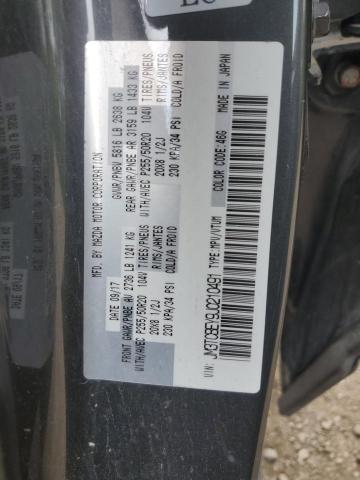 MFD. BY MAZDA MOTOR CORPORATION
DATE 09/17 GVWR/PNBV 5816 LB 2638 KG
FRONT GAWR/PNBE AV 2736 LB 1241 KG REAR GAWR/PNBE AR 3159 LB 1433 KG
WITH/AVEC P255/50R20 104V TIRES/PNEUS WITH/AVEC P255/50R20 104V TIRES/PNEUS
20X8 1/2J RIMS/JANTES 20X8 1/2J RIMS/JANTES
230 KPA/34 PSI COLD/A FROID 230 KPA/34 PSI COLD/A FROID
JM3TCBEY9J0210491 TYPE:MPV/VTUM COLOR CODE:46G MADE IN JAPAN